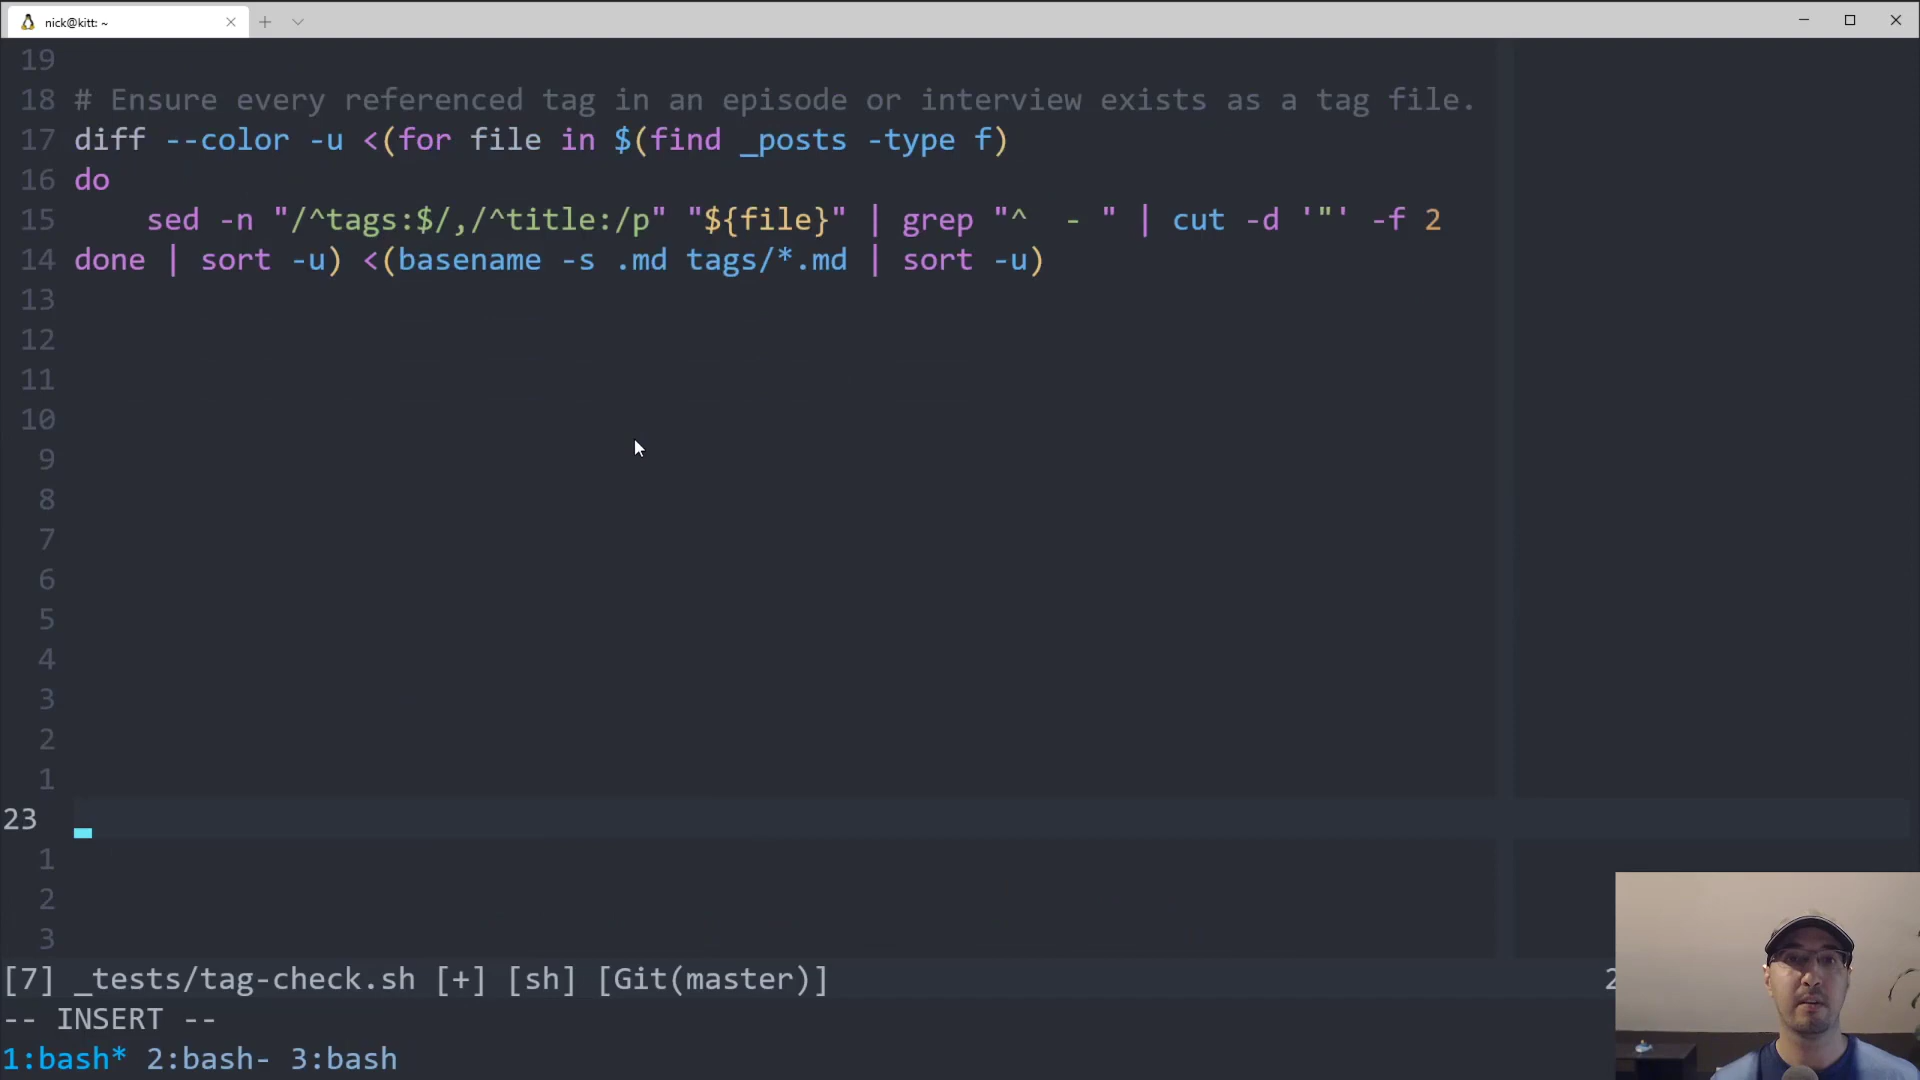 nick@kitt: ~
19
18 # Ensure every referenced tag in an episode or interview exists as a tag file.
17 diff --color -u <(for file in $(find _posts -type f)
16 do
15     sed -n "/^tags:$/,/^title:/p" "${file}" | grep "^  - " | cut -d '"' -f 2
14 done | sort -u) <(basename -s .md tags/*.md | sort -u)
13
12
11
10
9
8
7
6
5
4
3
2
1
23
1
2
3
[7] _tests/tag-check.sh [+] [sh] [Git(master)] 2
-- INSERT --
1:bash* 2:bash- 3:bash